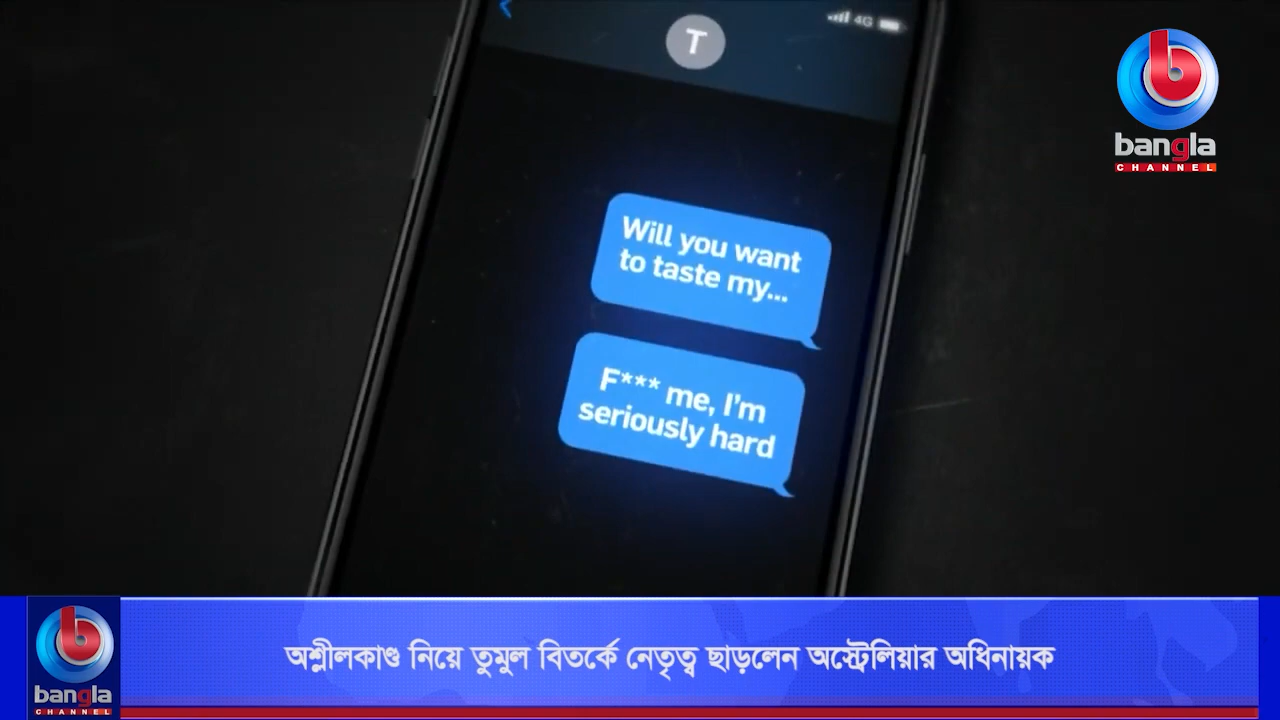 T
4G
bangla
CHANNEL
Will you want
to taste my...
F*** me, I'm
seriously hard
অশ্লীলকাণ্ড নিয়ে তুমুল বিতর্কে নেতৃত্ব ছাড়লেন অস্ট্রেলিয়ার অধিনায়ক
bangla
CHANNEL